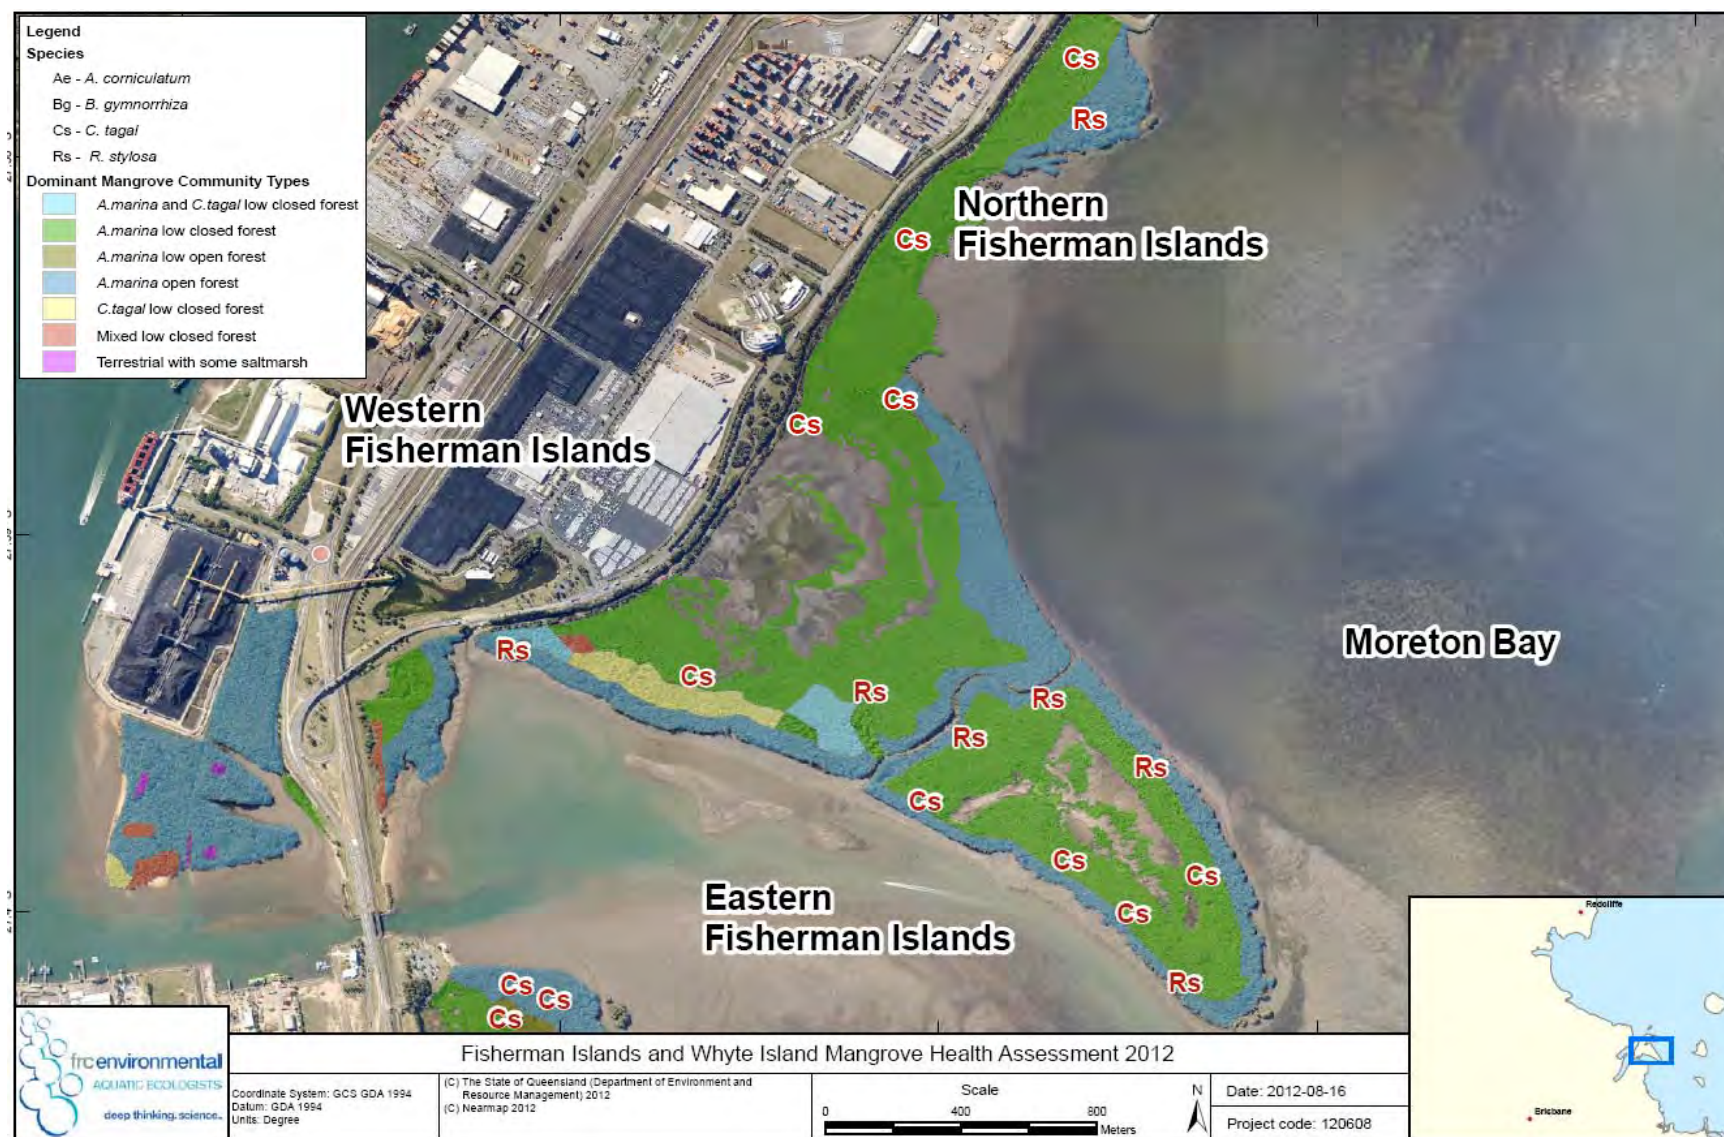 Legend
Species
Ae - A. corniculatum
Bg - B. gymnorrhiza
Cs - C. tagal
Rs - R. stylosa
Dominant Mangrove Community Types
A.marina and C.tagal low closed forest
A.marina low closed forest
A.marina low open forest
A.marina open forest
C.tagal low closed forest
Mixed low closed forest
Terrestrial with some saltmarsh
Cs
Rs
Northern
Fisherman Islands
Cs
Cs
Cs
Western
Fisherman Islands
Moreton Bay
Rs
Cs
Rs
Rs
Rs
Rs
Cs
Cs
Cs
Cs
Eastern
Fisherman Islands
Rs
Cs
Cs
Cs
Redcliffe
Brisbane
frcenvironmental
AQUATIC ECOLOGISTS
deep thinking. science.
Fisherman Islands and Whyte Island Mangrove Health Assessment 2012
Coordinate System: GCS GDA 1994
Datum: GDA 1994
Units: Degree
(C) The State of Queensland (Department of Environment and
Resource Management) 2012
(C) Nearmap 2012
Scale
0 400 800
Meters
N
Date: 2012-08-16
Project code: 120608